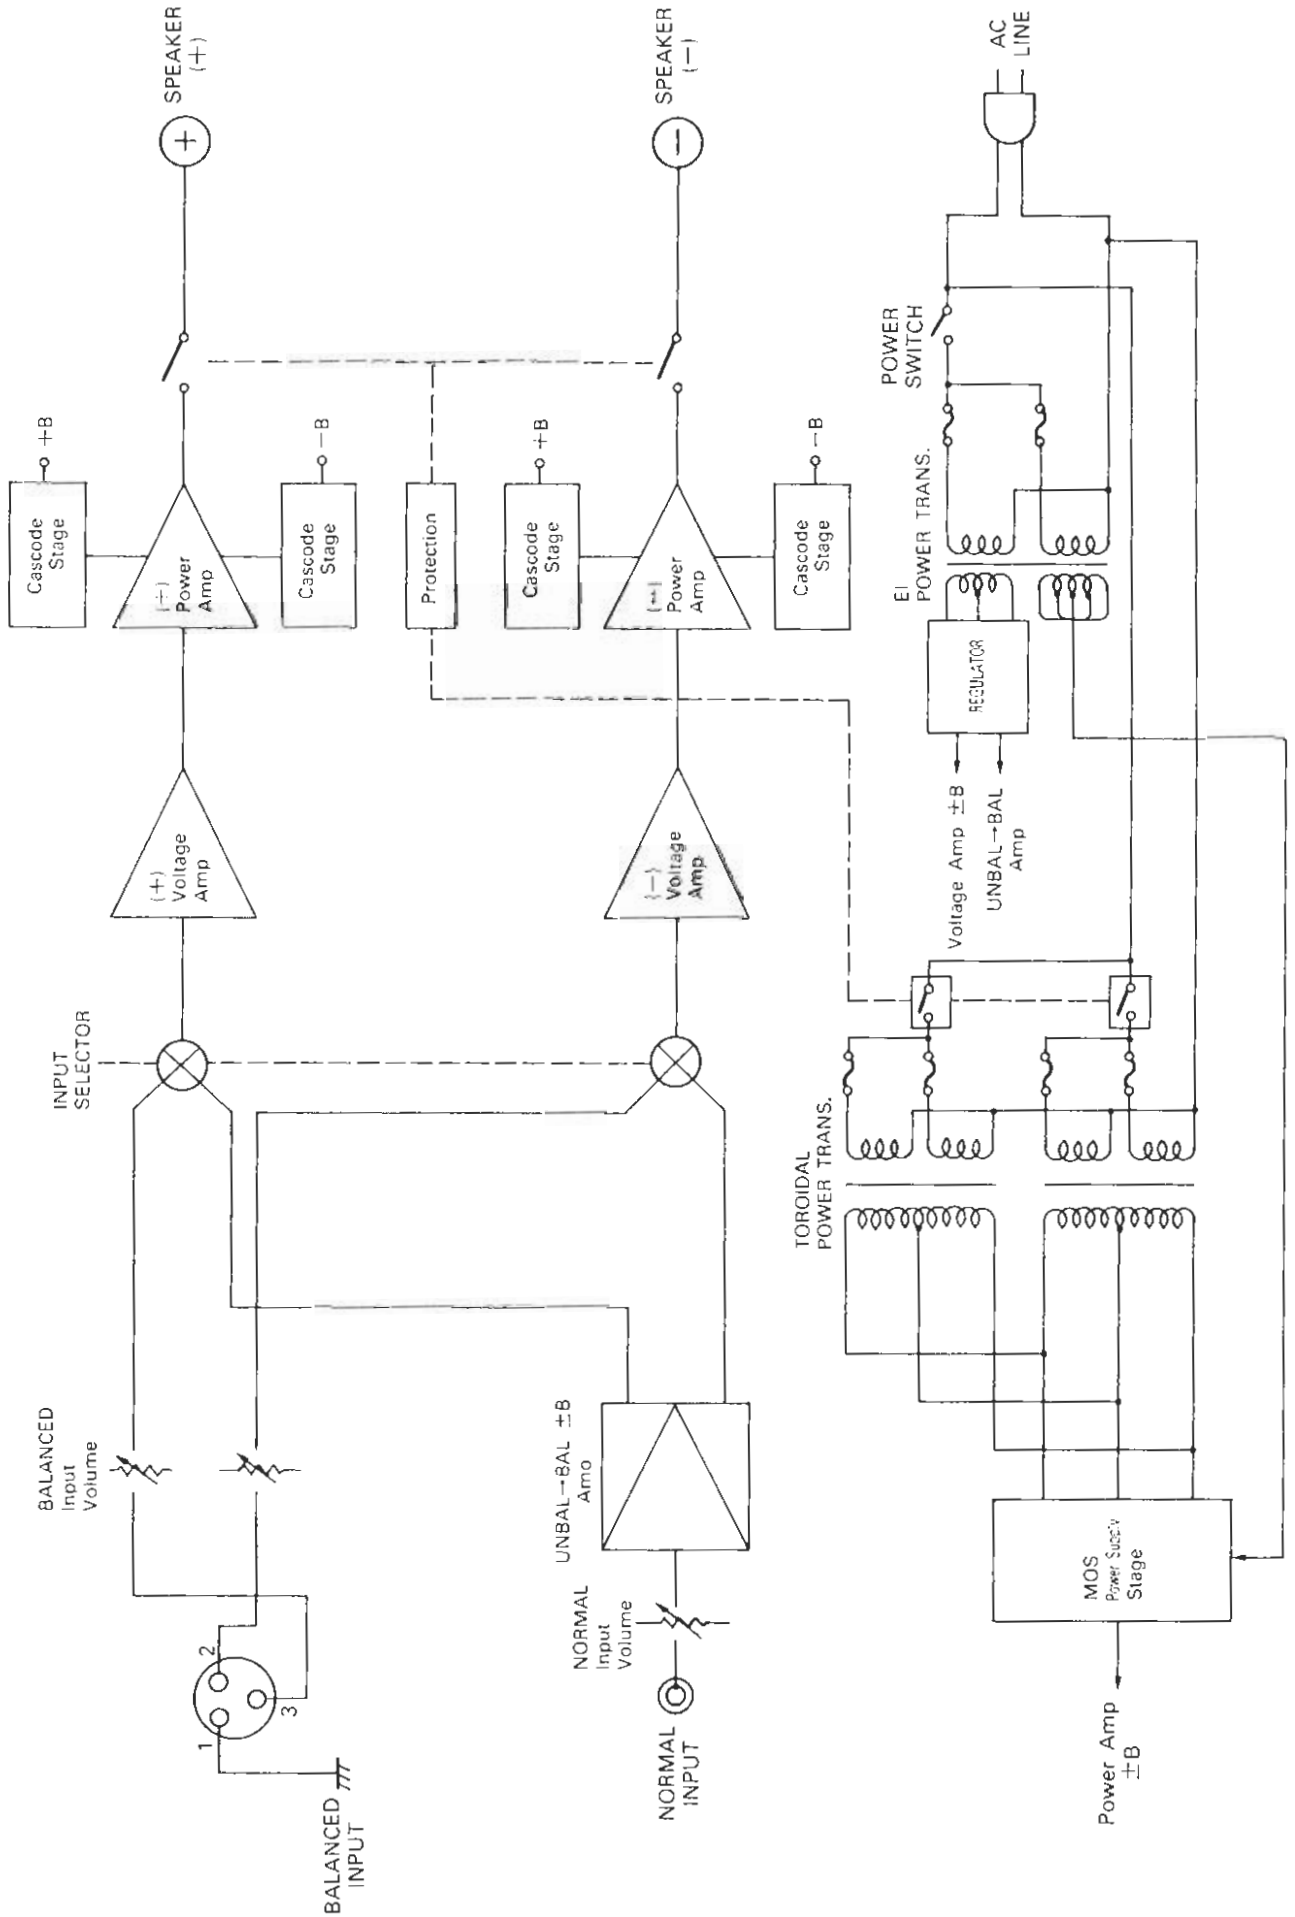 BALANCED
INPUT
1
2
3
BALANCED
Input
Volume
INPUT
SELECTOR
(+)
Voltage
Amp
Cascode
Stage
+B
(+)
Power
Amp
Cascode
Stage
−B
SPEAKER
(+)
+
Protection
NORMAL
INPUT
NORMAL
Input
Volume
UNBAL→BAL ±B
Amo
(−)
Voltage
Amp
Cascode
Stage
+B
Power
Amp
Cascode
Stage
−B
SPEAKER
(−)
−
Power Amp
±B
MOS
Power Supply
Stage
TOROIDAL
POWER TRANS.
Voltage Amp ±B
UNBAL→BAL
Amp
REGULATOR
EI
POWER TRANS.
POWER
SWITCH
AC
LINE